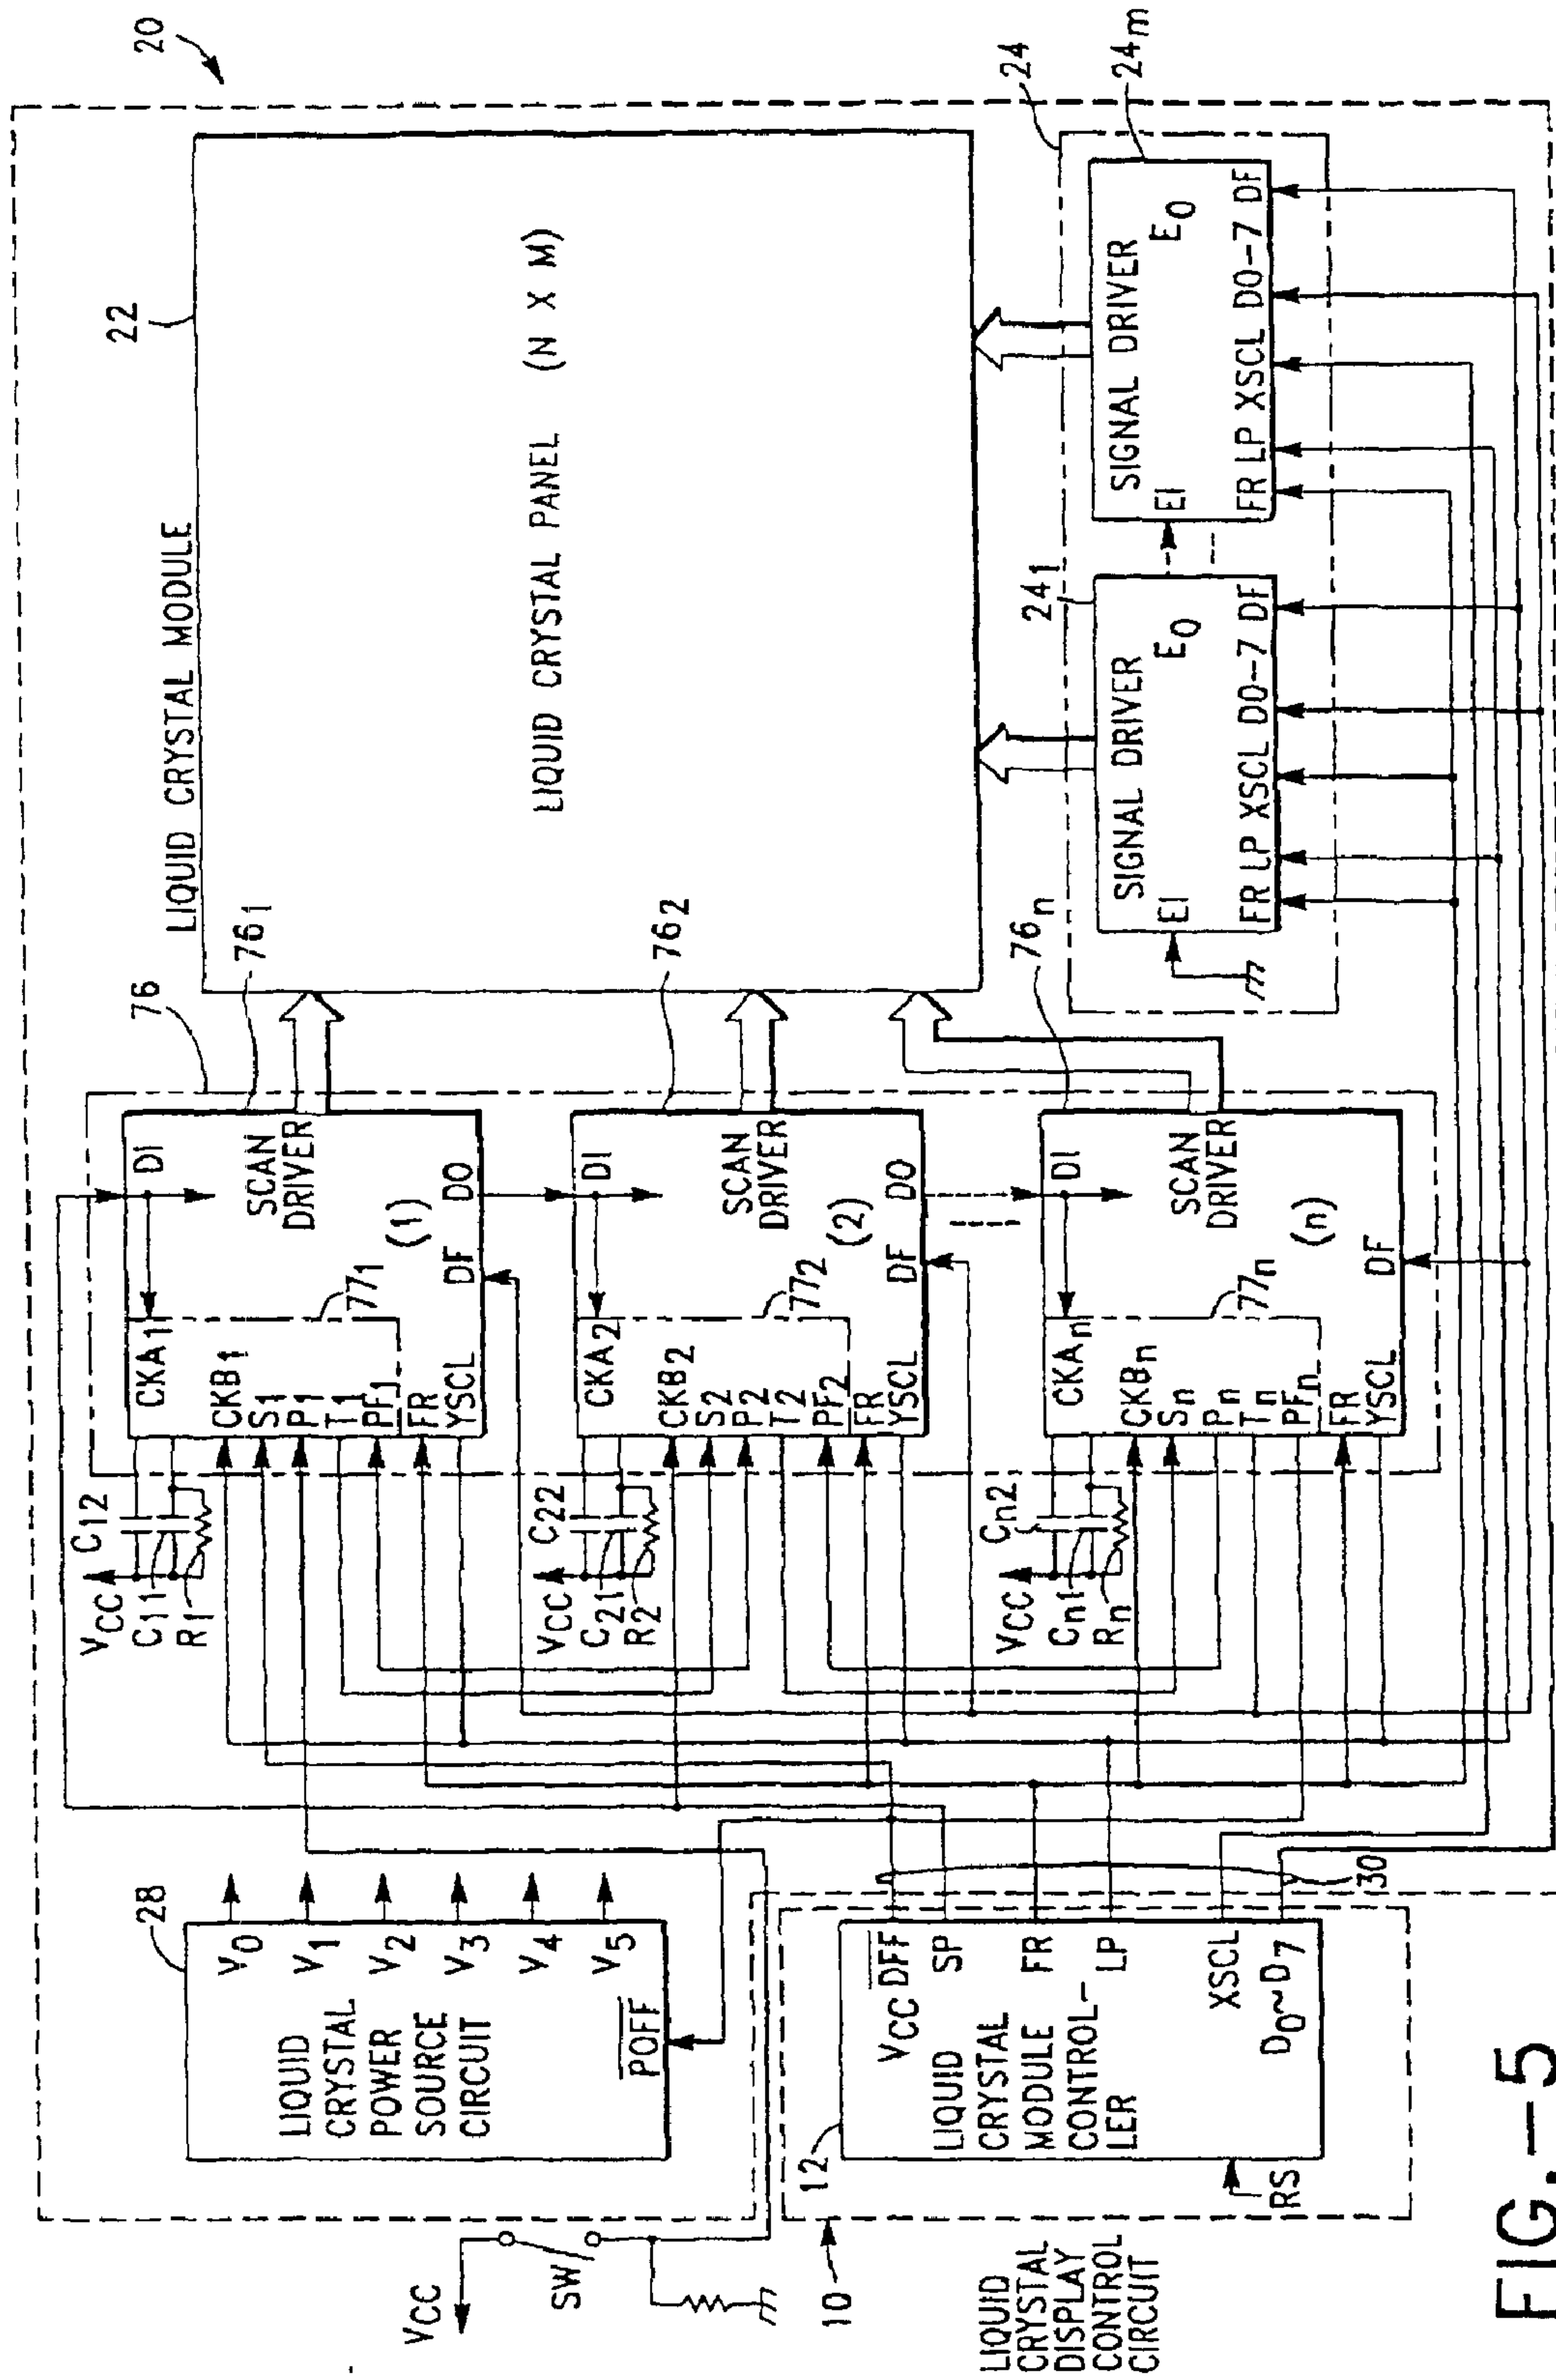 20
LIQUID CRYSTAL MODULE
22
LIQUID CRYSTAL PANEL (N X M)
28
LIQUID
CRYSTAL
POWER
SOURCE
CIRCUIT
V0
V1
V2
V3
V4
V5
POFF
VCC
SW
10
LIQUID
CRYSTAL
DISPLAY
CONTROL
CIRCUIT
12
LIQUID
CRYSTAL
MODULE
CONTROL-
LER
RS
VCC DFF
SP
FR
LP
XSCL
D0~D7
30
76
VCC
C12
C11
R1
761
CKA1
CKB1
S1
P1
T1
PF1
FR
YSCL
771
DI
SCAN
DRIVER
(1)
DF
DO
VCC
C22
C21
R2
762
CKA2
CKB2
S2
P2
T2
PF2
FR
YSCL
772
DI
SCAN
DRIVER
(2)
DF
DO
VCC
Cn2
Cn1
Rn
76n
CKAn
CKBn
Sn
Pn
Tn
PFn
FR
YSCL
77n
DI
SCAN
DRIVER
(n)
DF
24
241
SIGNAL DRIVER
EI
E0
FR LP XSCL D0-7 DF
24m
SIGNAL DRIVER
EI
E0
FR LP XSCL D0-7 DF
FIG.-5